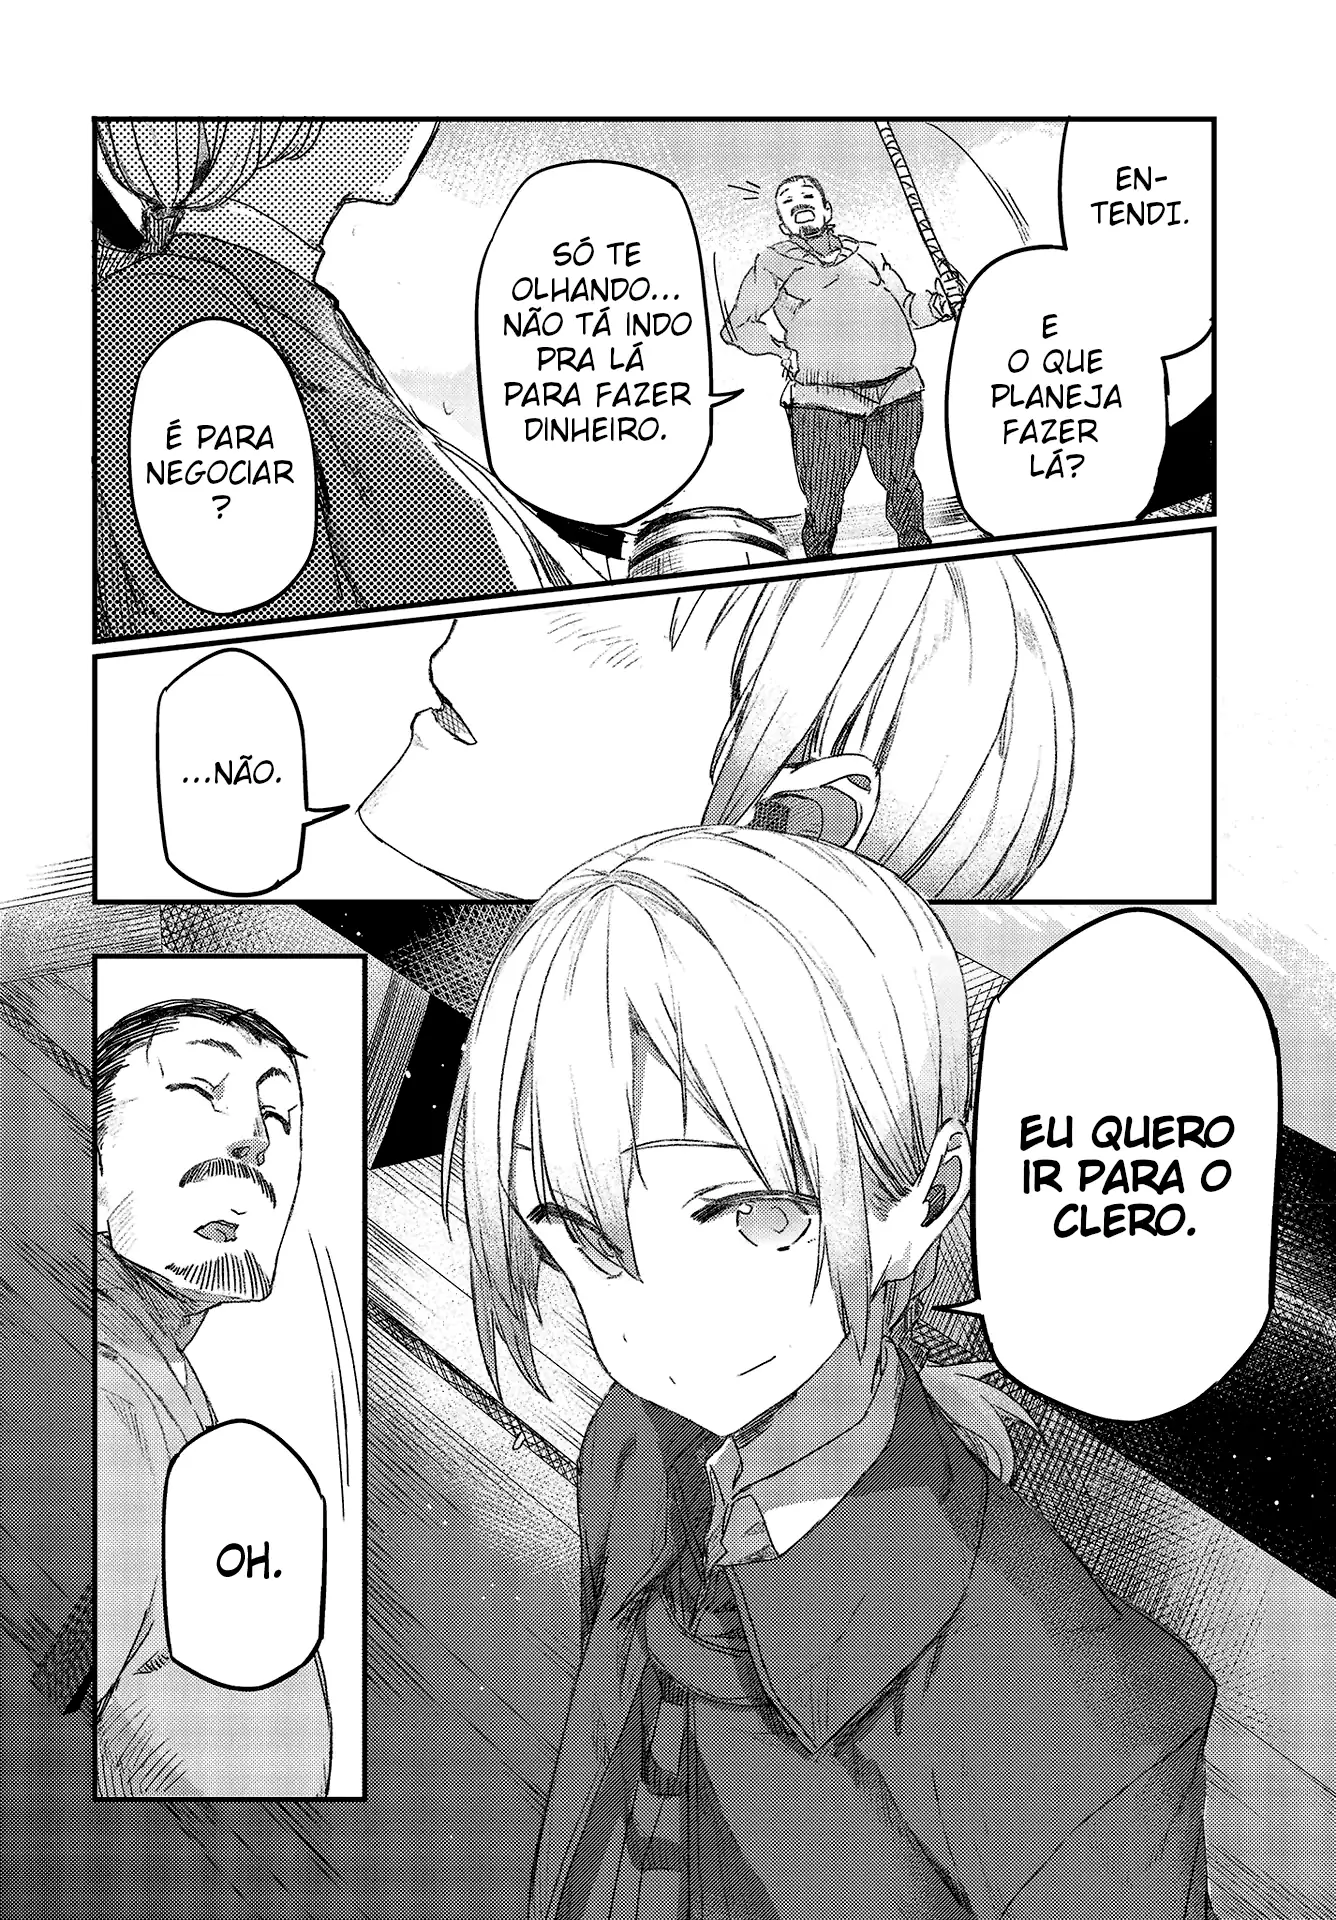 EN-
TENDI.
E
O QUE
PLANEJA
FAZER
LÁ?
SÓ TE
OLHANDO...
NÃO TÁ INDO
PRA LÁ
PARA FAZER
DINHEIRO.
É PARA
NEGOCIAR
?
...NÃO.
EU QUERO
IR PARA O
CLERO.
OH.